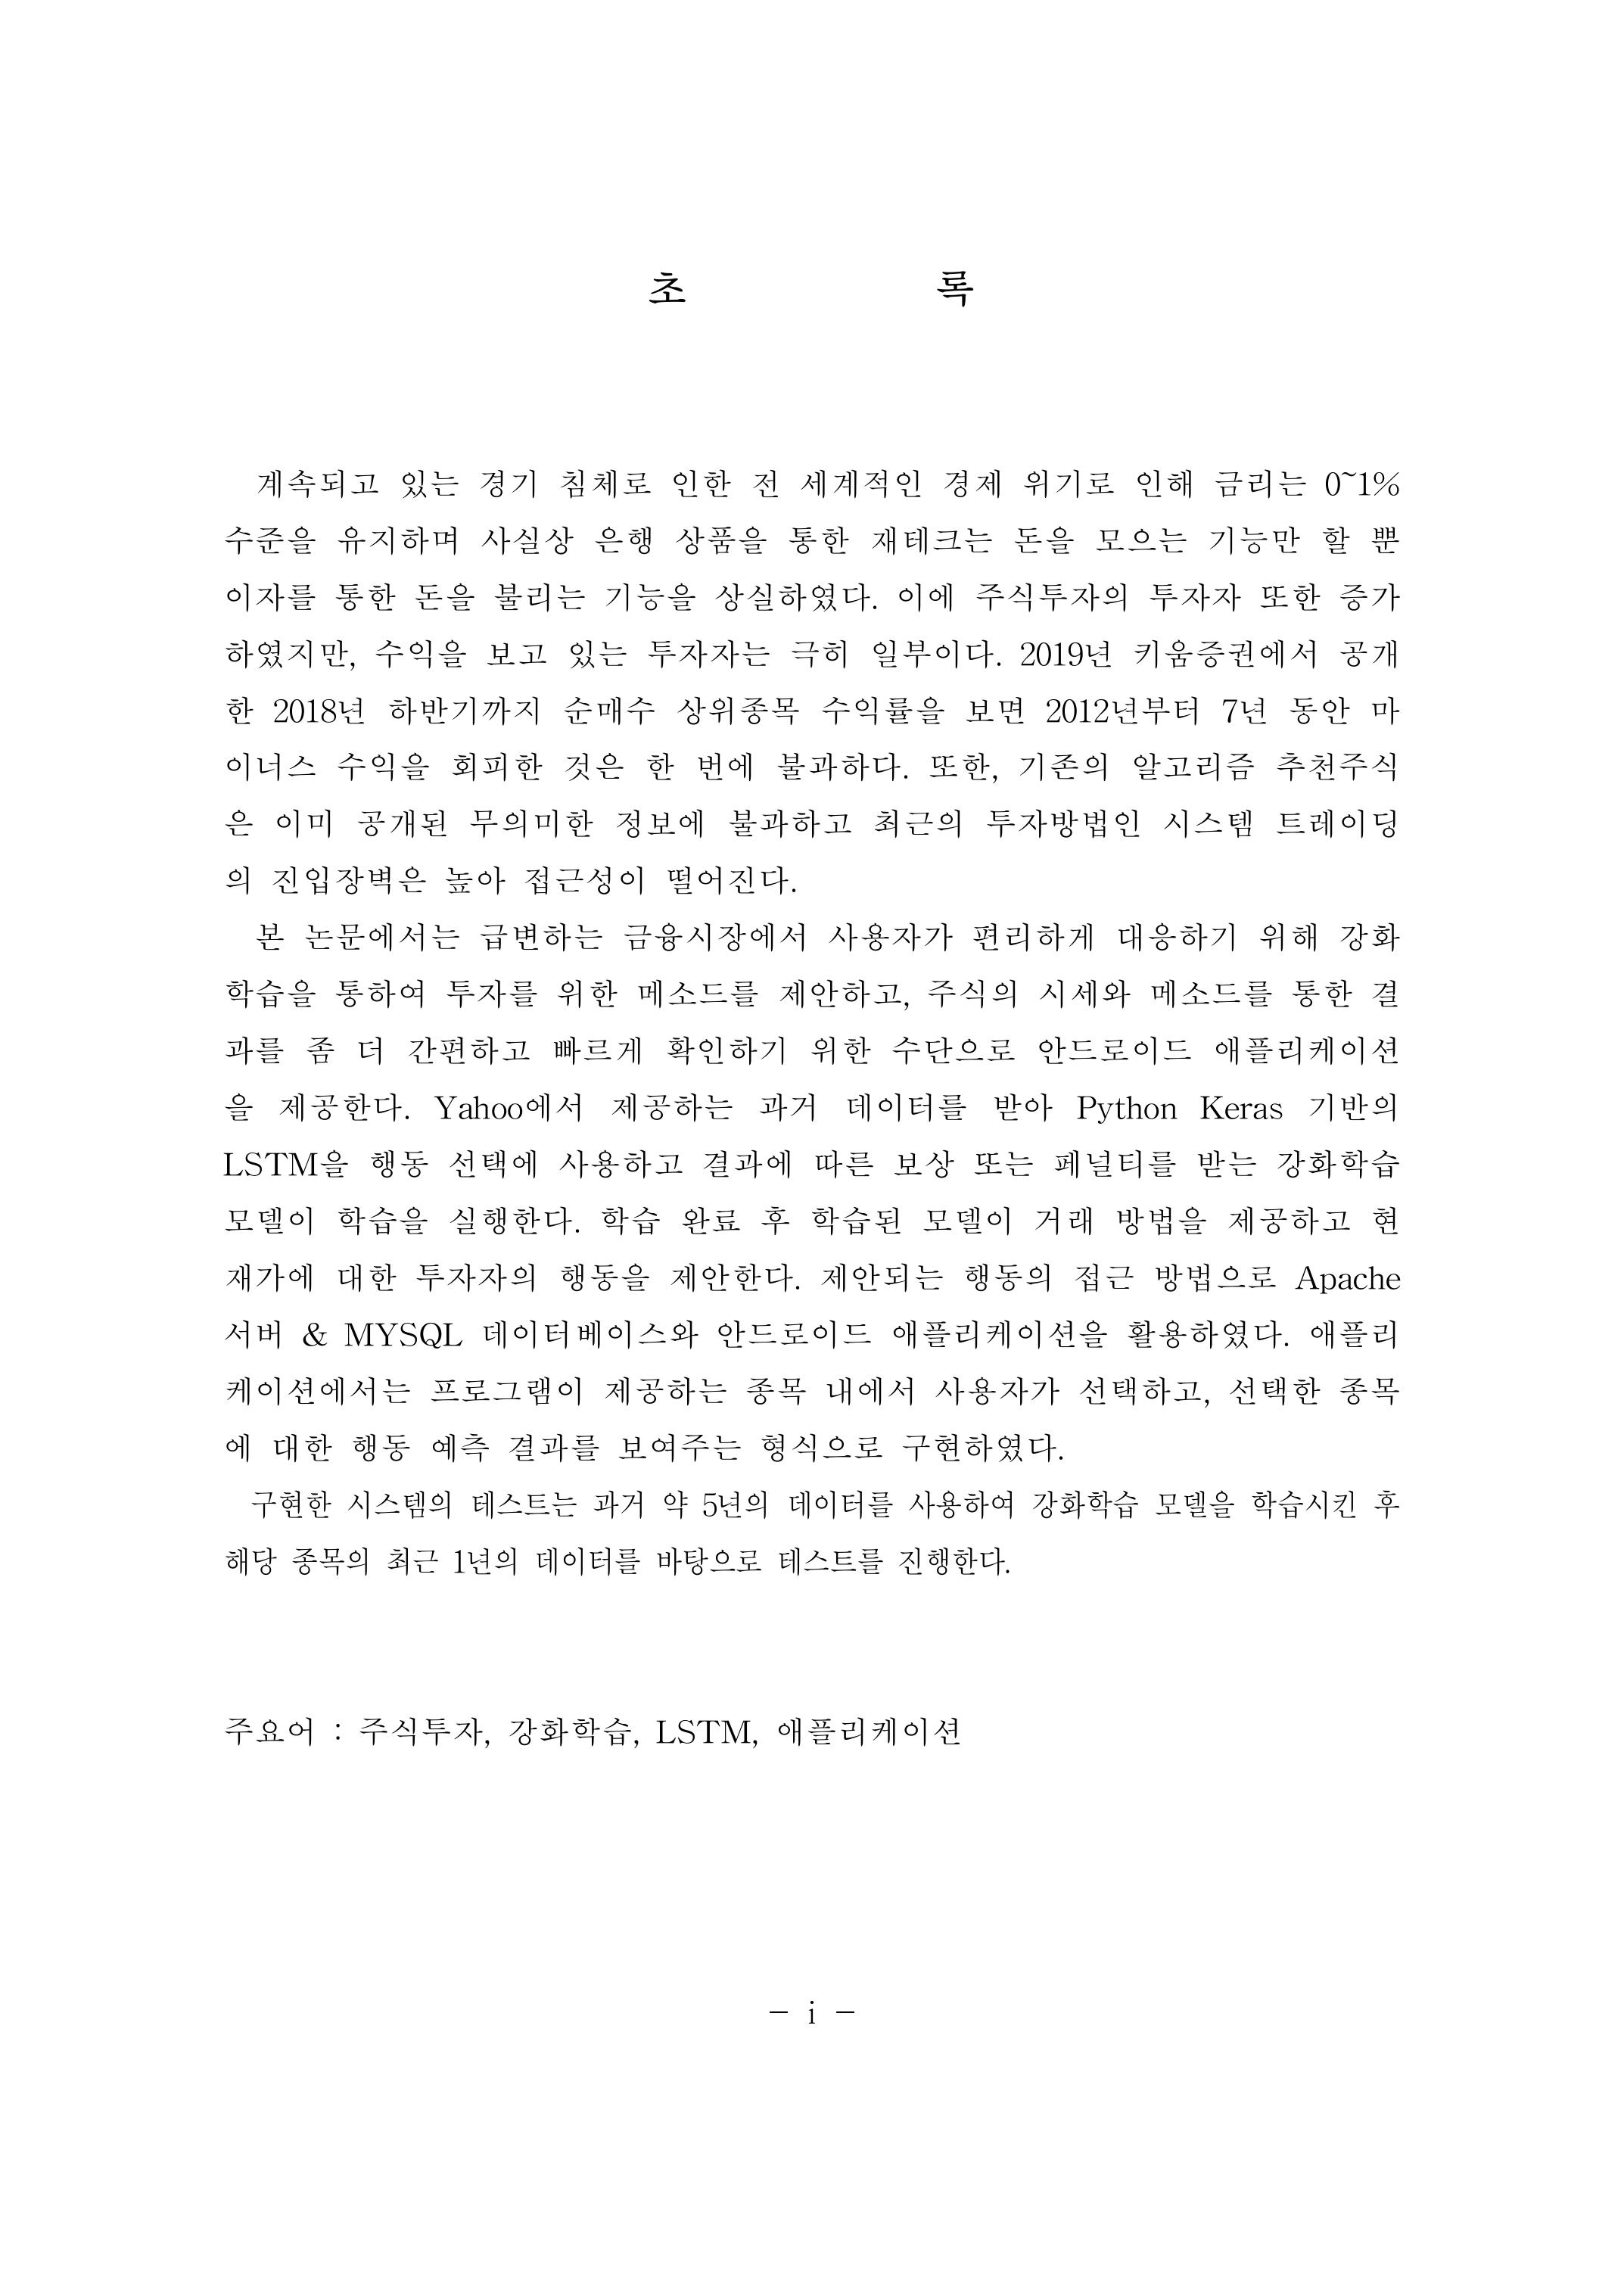 초 록
계속되고 있는 경기 침체로 인한 전 세계적인 경제 위기로 인해 금리는 0~1%
수준을 유지하며 사실상 은행 상품을 통한 재테크는 돈을 모으는 기능만 할 뿐
이자를 통한 돈을 불리는 기능을 상실하였다. 이에 주식투자의 투자자 또한 증가
하였지만, 수익을 보고 있는 투자자는 극히 일부이다. 2019년 키움증권에서 공개
한 2018년 하반기까지 순매수 상위종목 수익률을 보면 2012년부터 7년 동안 마
이너스 수익을 회피한 것은 한 번에 불과하다. 또한, 기존의 알고리즘 추천주식
은 이미 공개된 무의미한 정보에 불과하고 최근의 투자방법인 시스템 트레이딩
의 진입장벽은 높아 접근성이 떨어진다.
본 논문에서는 급변하는 금융시장에서 사용자가 편리하게 대응하기 위해 강화
학습을 통하여 투자를 위한 메소드를 제안하고, 주식의 시세와 메소드를 통한 결
과를 좀 더 간편하고 빠르게 확인하기 위한 수단으로 안드로이드 애플리케이션
을 제공한다. Yahoo에서 제공하는 과거 데이터를 받아 Python Keras 기반의
LSTM을 행동 선택에 사용하고 결과에 따른 보상 또는 페널티를 받는 강화학습
모델이 학습을 실행한다. 학습 완료 후 학습된 모델이 거래 방법을 제공하고 현
재가에 대한 투자자의 행동을 제안한다. 제안되는 행동의 접근 방법으로 Apache
서버 & MYSQL 데이터베이스와 안드로이드 애플리케이션을 활용하였다. 애플리
케이션에서는 프로그램이 제공하는 종목 내에서 사용자가 선택하고, 선택한 종목
에 대한 행동 예측 결과를 보여주는 형식으로 구현하였다.
구현한 시스템의 테스트는 과거 약 5년의 데이터를 사용하여 강화학습 모델을 학습시킨 후
해당 종목의 최근 1년의 데이터를 바탕으로 테스트를 진행한다.
주요어 : 주식투자, 강화학습, LSTM, 애플리케이션
- i -